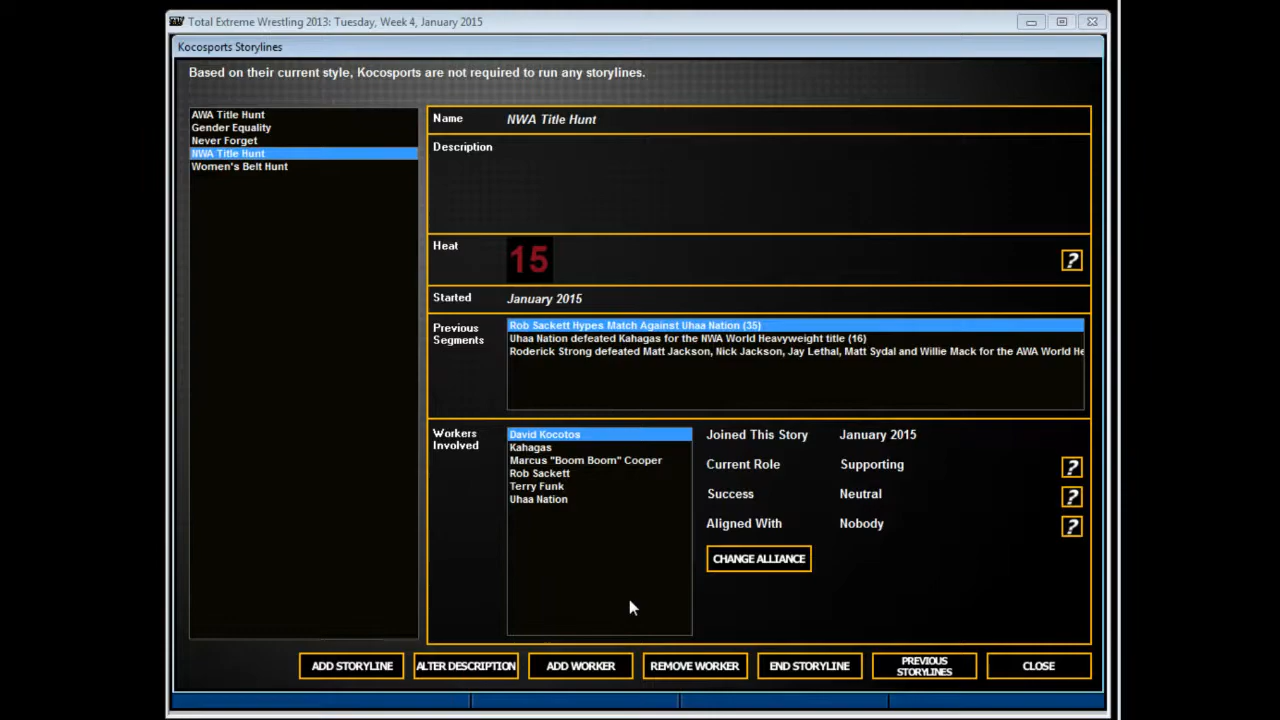 Total Extreme Wrestling 2013: Tuesday, Week 4, January 2015
Kocosports Storylines
Based on their current style, Kocosports are not required to run any storylines.
AWA Title Hunt
Gender Equality
Never Forget
NWA Title Hunt
Women's Belt Hunt
Name NWA Title Hunt
Description
Heat 15 ?
Started January 2015
Previous Segments
Rob Sackett Hypes Match Against Uhaa Nation (35)
Uhaa Nation defeated Kahagas for the NWA World Heavyweight title (16)
Roderick Strong defeated Matt Jackson, Nick Jackson, Jay Lethal, Matt Sydal and Willie Mack for the AWA World He
Workers Involved
David Kocotos
Kahagas
Marcus "Boom Boom" Cooper
Rob Sackett
Terry Funk
Uhaa Nation
Joined This Story January 2015
Current Role Supporting ?
Success Neutral ?
Aligned With Nobody ?
CHANGE ALLIANCE
ADD STORYLINE ALTER DESCRIPTION ADD WORKER REMOVE WORKER END STORYLINE PREVIOUS STORYLINES CLOSE